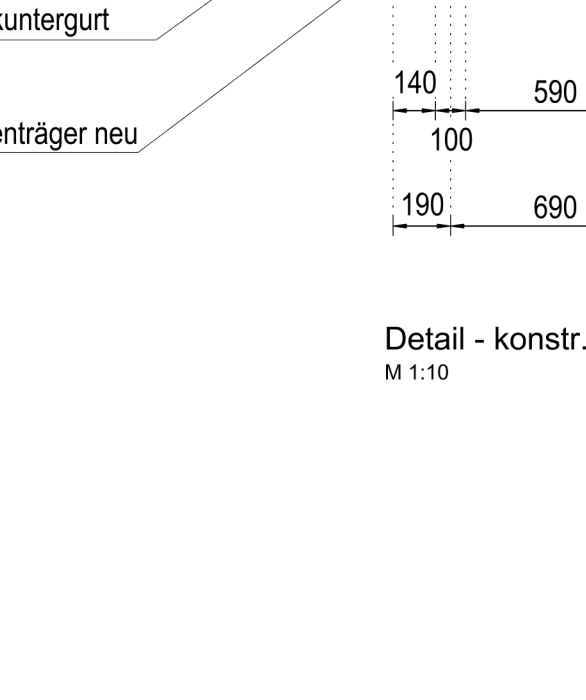 kuntergurt
enträger neu
140
590
100
190
690
Detail - konstr.
M 1:10